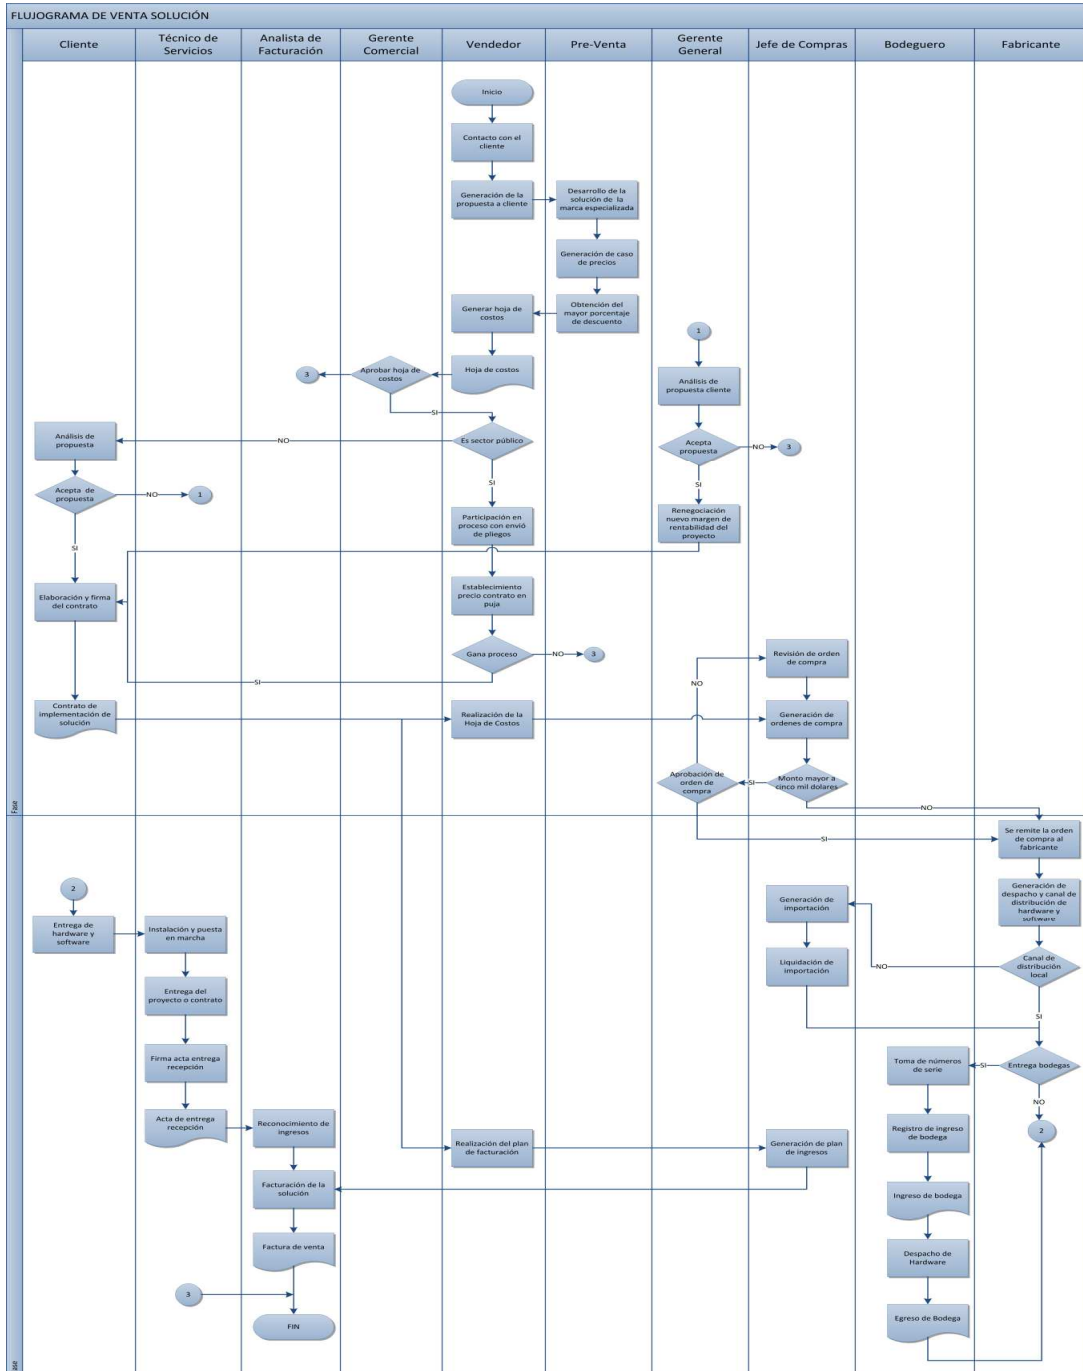 FLUJOGRAMA DE VENTA SOLUCIÓN
Cliente
Técnico de
Servicios
Analista de
Facturación
Gerente
Comercial
Vendedor
Pre-Venta
Gerente
General
Jefe de Compras
Bodeguero
Fabricante
Inicio
Contacto con el
cliente
Generación de la
propuesta a cliente
Desarrollo de la
solución de la
marca especializada
Generación de caso
de precios
Obtención del
mayor porcentaje
de descuento
Generar hoja de
costos
Hoja de costos
Aprobar hoja de
costos
3
SI
1
Análisis de
propuesta cliente
Acepta
propuesta
NO
3
SI
Renegociación
nuevo margen de
rentabilidad del
proyecto
Es sector público
NO
SI
Análisis de
propuesta
Acepta de
propuesta
NO
1
SI
Participación en
proceso con envió
de pliegos
Establecimiento
precio contrato en
puja
Gana proceso
NO
3
SI
Elaboración y firma
del contrato
Contrato de
implementación de
solución
Realización de la
Hoja de Costos
Revisión de orden
de compra
Generación de
ordenes de compra
Monto mayor a
cinco mil dolares
SI
NO
Aprobación de
orden de
compra
NO
SI
Fase
Se remite la orden
de compra al
fabricante
Generación de
despacho y canal de
distribución de
hardware y
software
Canal de
distribución
local
NO
SI
Generación de
importación
Liquidación de
importación
Entrega bodegas
SI
NO
2
Toma de números
de serie
Registro de ingreso
de bodega
Ingreso de bodega
Despacho de
Hardware
Egreso de Bodega
2
Entrega de
hardware y
software
Instalación y puesta
en marcha
Entrega del
proyecto o contrato
Firma acta entrega
recepción
Acta de entrega
recepción
Reconocimiento de
ingresos
Realización del plan
de facturación
Generación de plan
de ingresos
Facturación de la
solución
Factura de venta
3
FIN
ase